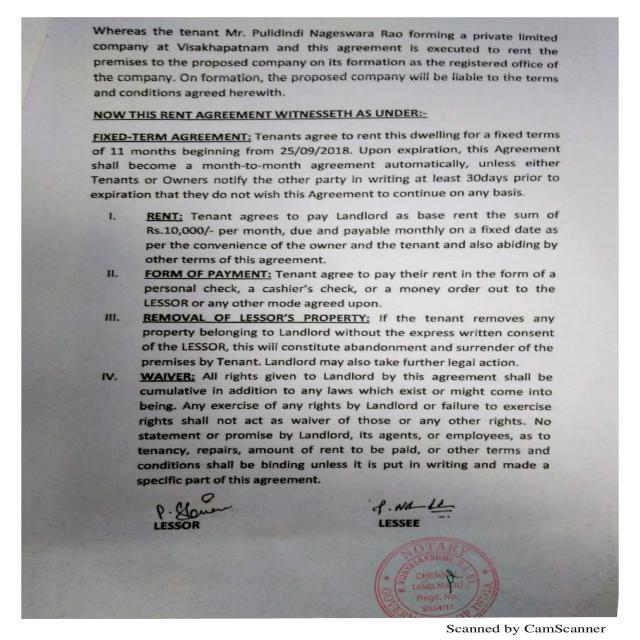 Whereas the tenant Mr. Pulidindi Nageswara Rao forming a private limited
company at Visakhapatnam and this agreement is executed to rent the
premises to the proposed company on its formation as the registered office of
the company. On formation, the proposed company will be liable to the terms
and conditions agreed herewith.
NOW THIS RENT AGREEMENT WITNESSETH AS UNDER:-
FIXED-TERM AGREEMENT: Tenants agree to rent this dwelling for a fixed terms
of 11 months beginning from 25/09/2018. Upon expiration, this Agreement
shall become a month-to-month agreement automatically, unless either
Tenants or Owners notify the other party in writing at least 30days prior to
expiration that they do not wish this Agreement to continue on any basis.
I. RENT: Tenant agrees to pay Landlord as base rent the sum of
Rs.10,000/- per month, due and payable monthly on a fixed date as
per the convenience of the owner and the tenant and also abiding by
other terms of this agreement.
II. FORM OF PAYMENT: Tenant agree to pay their rent in the form of a
personal check, a cashier's check, or a money order out to the
LESSOR or any other mode agreed upon.
III. REMOVAL OF LESSOR'S PROPERTY: If the tenant removes any
property belonging to Landlord without the express written consent
of the LESSOR, this will constitute abandonment and surrender of the
premises by Tenant. Landlord may also take further legal action.
IV. WAIVER: All rights given to Landlord by this agreement shall be
cumulative in addition to any laws which exist or might come into
being. Any exercise of any rights by Landlord or failure to exercise
rights shall not act as waiver of those or any other rights. No
statement or promise by Landlord, its agents, or employees, as to
tenancy, repairs, amount of rent to be paid, or other terms and
conditions shall be binding unless it is put in writing and made a
specific part of this agreement.
LESSOR LESSEE
NOTARY
CHENNAI
TAMILNADU
Regd. No.
9334/11
Scanned by CamScanner